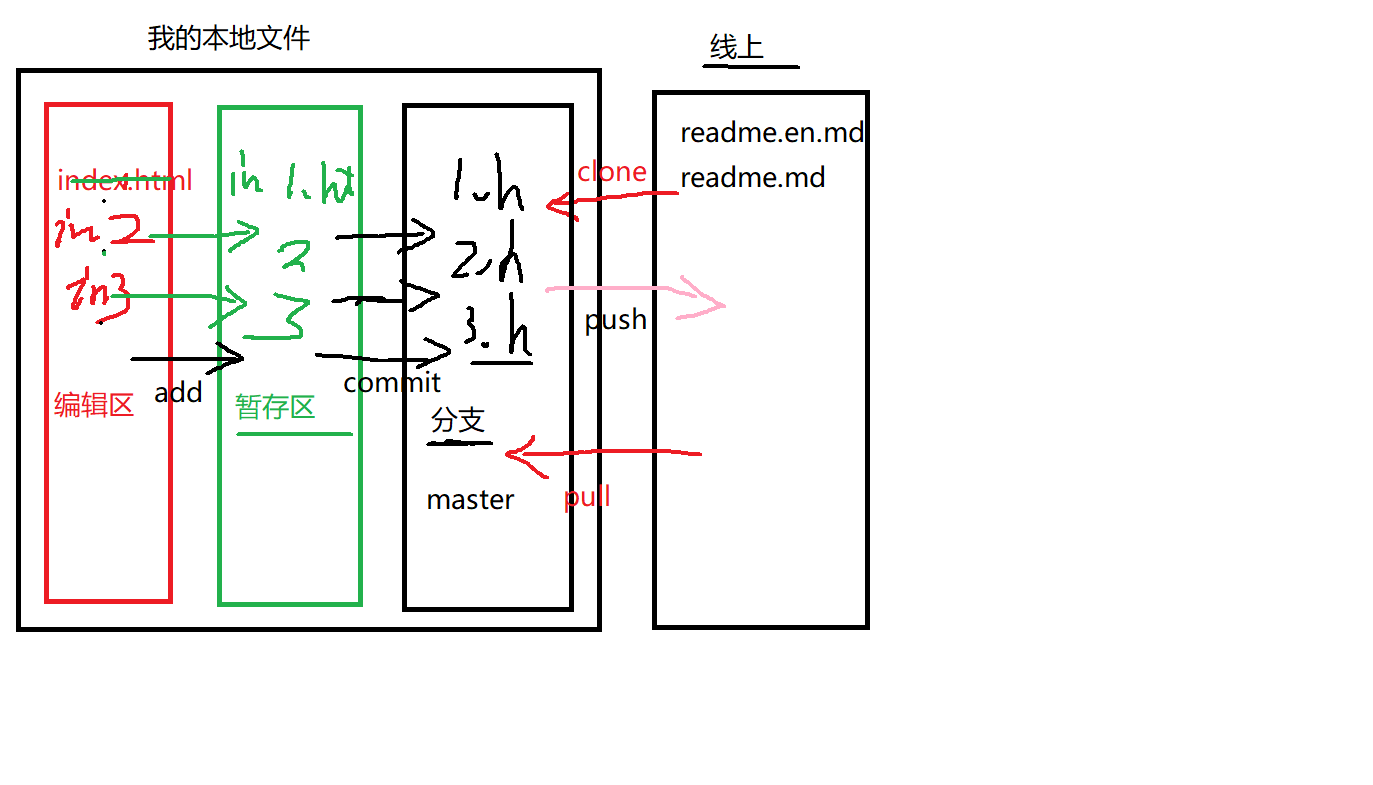 我的本地文件
线上
index.html
in 2
in3
add
编辑区
in 1.ht
2
3
暂存区
commit
1.h
2.h
3.h
分支
master
clone
push
pull
readme.en.md
readme.md